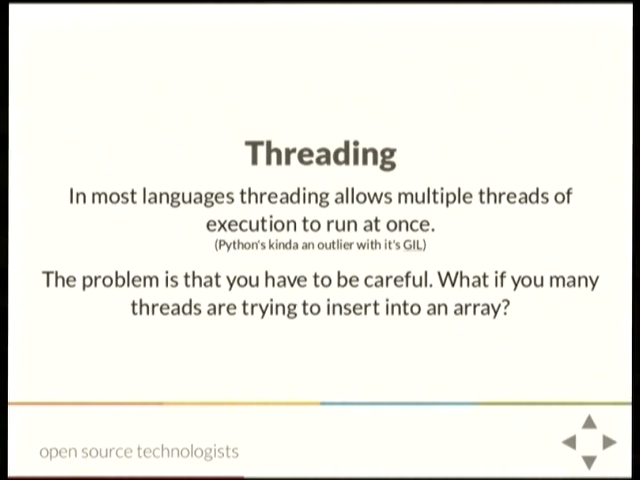 Threading
In most languages threading allows multiple threads of
execution to run at once.
(Python's kinda an outlier with it's GIL)
The problem is that you have to be careful. What if you many
threads are trying to insert into an array?
open source technologists